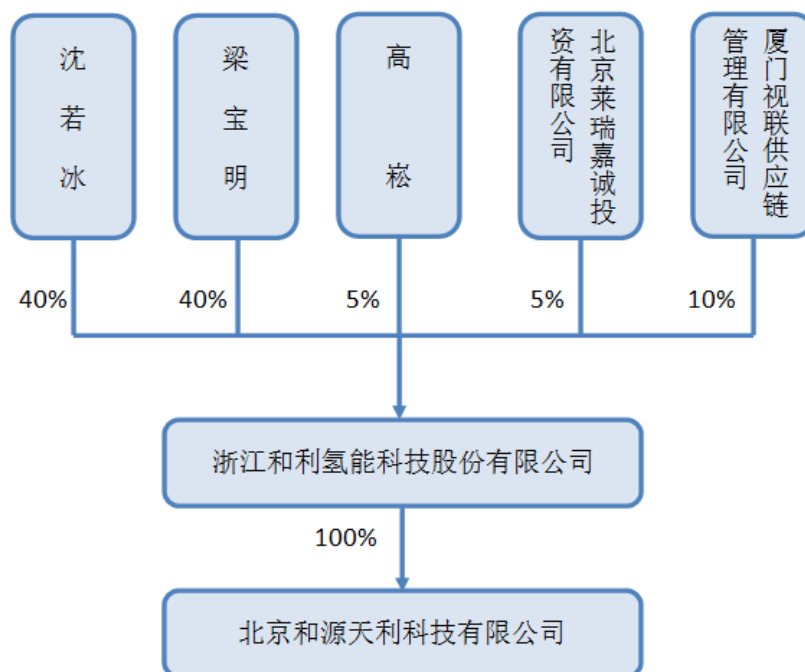 沈若冰
梁宝明
高崧
北京莱瑞嘉诚投
资有限公司
厦门视联供应链
管理有限公司
40%
40%
5%
5%
10%
浙江和利氢能科技股份有限公司
100%
北京和源天利科技有限公司